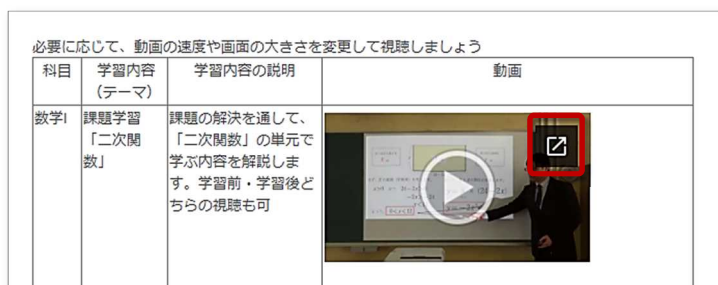 必要に応じて、動画の速度や画面の大きさを変更して視聴しましょう
科目
学習内容
（テーマ）
学習内容の説明
動画
数学Ⅰ
課題学習
「二次関
数」
課題の解決を通して、
「二次関数」の単元で
学ぶ内容を解説しま
す。学習前・学習後ど
ちらの視聴も可